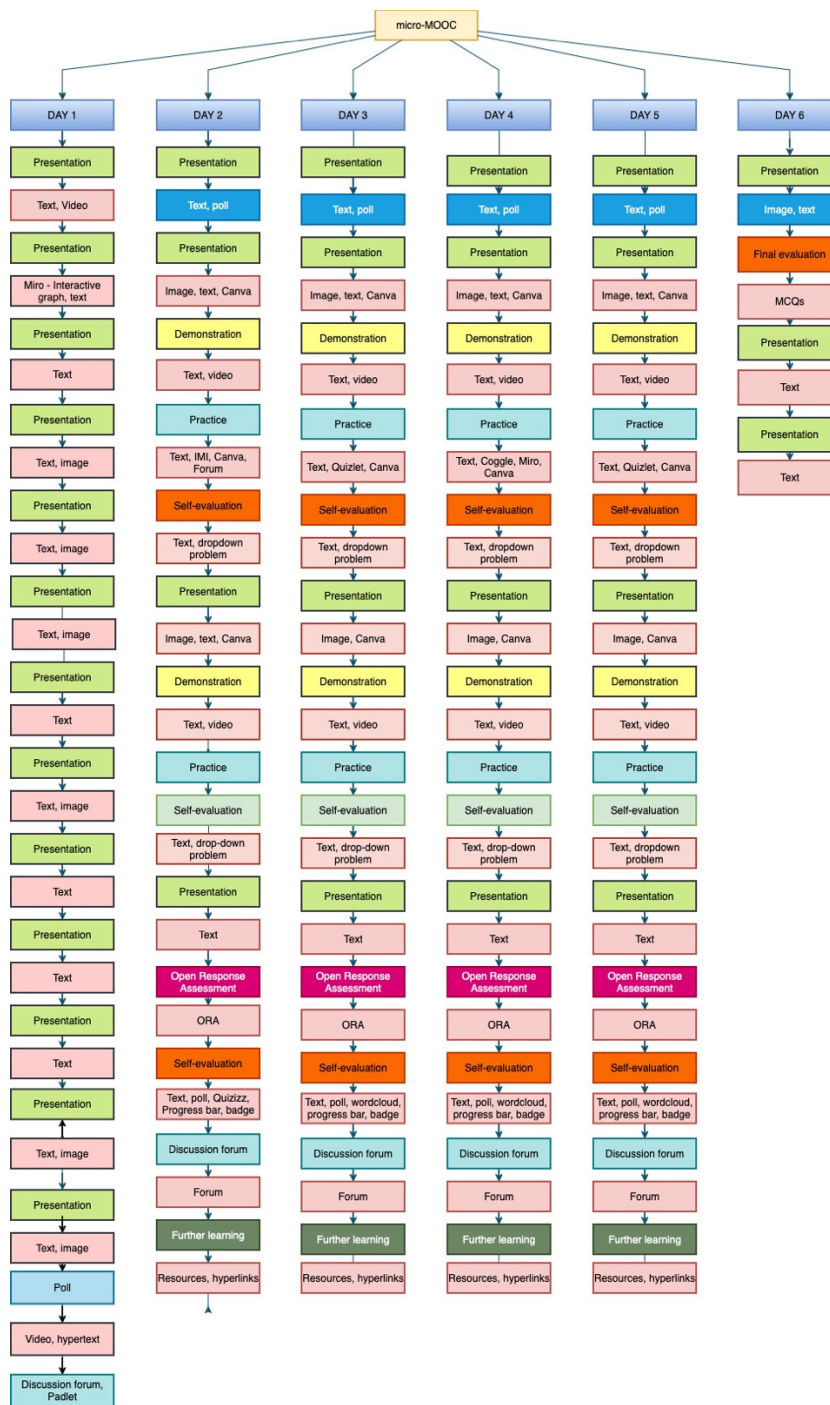 micro-MOOC
DAY 1
Presentation
Text, Video
Presentation
Miro - Interactive
graph, text
Presentation
Text
Presentation
Text, image
Presentation
Text, image
Presentation
Text, image
Presentation
Text
Presentation
Text, image
Presentation
Text
Presentation
Text
Presentation
Text
Presentation
Text, image
Presentation
Text, image
Poll
Video, hypertext
Discussion forum,
Padlet
DAY 2
Presentation
Text, poll
Presentation
Image, text, Canva
Demonstration
Text, video
Practice
Text, IMI, Canva,
Forum
Self-evaluation
Text, dropdown
problem
Presentation
Image, text, Canva
Demonstration
Text, video
Practice
Self-evaluation
Text, drop-down
problem
Presentation
Text
Open Response
Assessment
ORA
Self-evaluation
Text, poll, Quizizz,
Progress bar, badge
Discussion forum
Forum
Further learning
Resources, hyperlinks
DAY 3
Presentation
Text, poll
Presentation
Image, text, Canva
Demonstration
Text, video
Practice
Text, Quizlet, Canva
Self-evaluation
Text, dropdown
problem
Presentation
Image, Canva
Demonstration
Text, video
Practice
Self-evaluation
Text, drop-down
problem
Presentation
Text
Open Response
Assessment
ORA
Self-evaluation
Text, poll, wordcloud,
progress bar, badge
Discussion forum
Forum
Further learning
Resources, hyperlinks
DAY 4
Presentation
Text, poll
Presentation
Image, text, Canva
Demonstration
Text, video
Practice
Text, Coggle, Miro,
Canva
Self-evaluation
Text, dropdown
problem
Presentation
Image, Canva
Demonstration
Text, video
Practice
Self-evaluation
Text, drop-down
problem
Presentation
Text
Open Response
Assessment
ORA
Self-evaluation
Text, poll, wordcloud,
progress bar, badge
Discussion forum
Forum
Further learning
Resources, hyperlinks
DAY 5
Presentation
Text, poll
Presentation
Image, text, Canva
Demonstration
Text, video
Practice
Text, Quizlet, Canva
Self-evaluation
Text, dropdown
problem
Presentation
Image, Canva
Demonstration
Text, video
Practice
Self-evaluation
Text, dropdown
problem
Presentation
Text
Open Response
Assessment
ORA
Self-evaluation
Text, poll, wordcloud,
progress bar, badge
Discussion forum
Forum
Further learning
Resources, hyperlinks
DAY 6
Presentation
Image, text
Final evaluation
MCQs
Presentation
Text
Presentation
Text